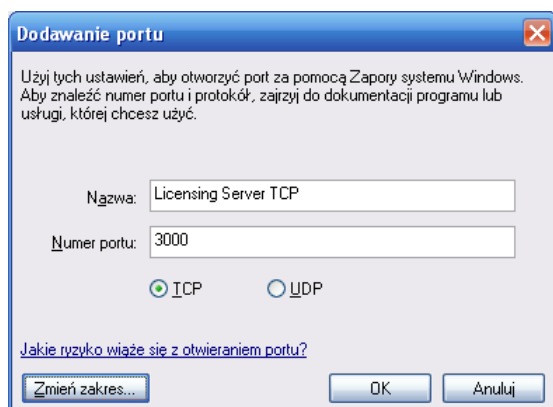 Dodawanie portu
Użyj tych ustawień, aby otworzyć port za pomocą Zapory systemu Windows.
Aby znaleźć numer portu i protokół, zajrzyj do dokumentacji programu lub
usługi, której chcesz użyć.
Nazwa: Licensing Server TCP
Numer portu: 3000
TCP UDP
Jakie ryzyko wiąże się z otwieraniem portu?
Zmień zakres... OK Anuluj